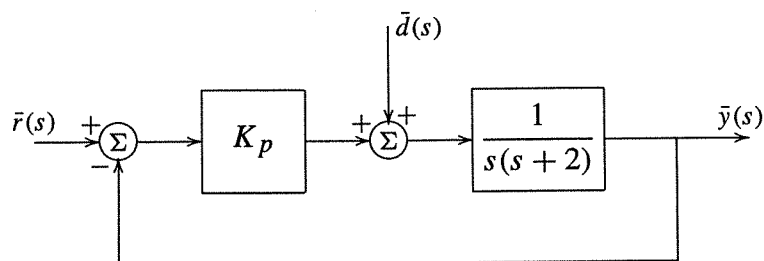 d̄(s)
r̄(s)
+
Σ
−
K_p
+
+
Σ
1
s(s + 2)
ȳ(s)